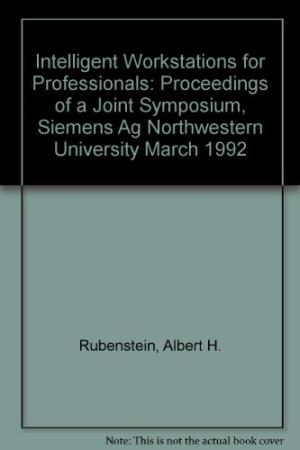 Intelligent Workstations for
Professionals: Proceedings
of a Joint Symposium,
Siemens Ag Northwestern
University March 1992
Rubenstein, Albert H.
Note: This is not the actual book cover